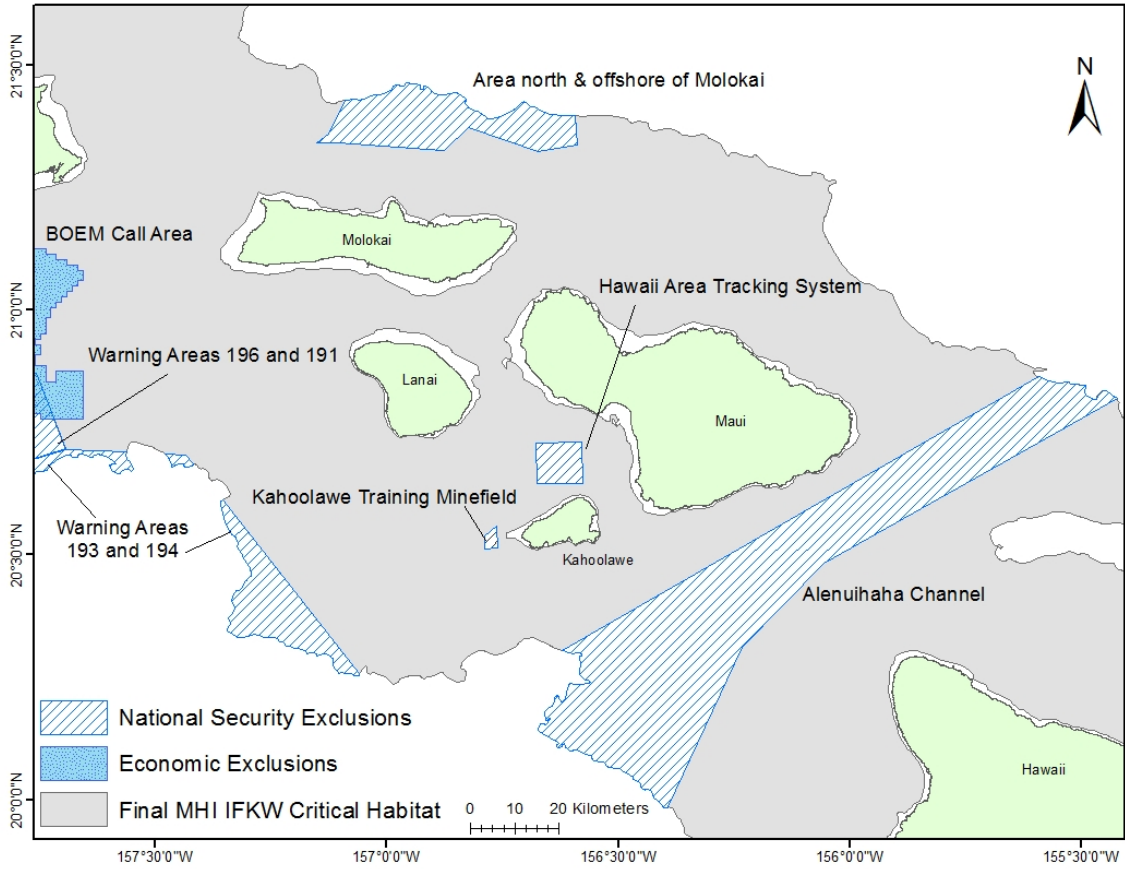 Area north & offshore of Molokai
N
21°30'0"N
Molokai
BOEM Call Area
Hawaii Area Tracking System
21°0'0"N
Warning Areas 196 and 191
Lanai
Maui
Kahoolawe Training Minefield
Warning Areas
193 and 194
20°30'0"N
Kahoolawe
Alenuihaha Channel
National Security Exclusions
Economic Exclusions
Hawaii
20°0'0"N
Final MHI IFKW Critical Habitat
0 10 20 Kilometers
157°30'0"W
157°0'0"W
156°30'0"W
156°0'0"W
155°30'0"W